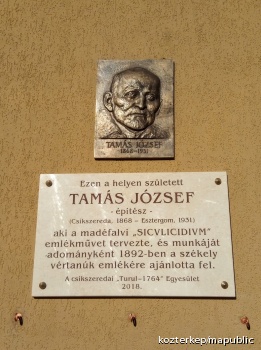 TAMÁS JÓZSEF
1868-1931
Ezen a helyen született
TAMÁS JÓZSEF
- építész -
(Csíkszereda, 1868 – Esztergom, 1931)
aki a madéfalvi „SICVLICIDIVM"
emlékművet tervezte, és munkáját
adományként 1892-ben a székely
vértanúk emlékére ajánlotta fel.
A csíkszeredai „Turul-1764" Egyesület
2018.
kozterkep/mapublic